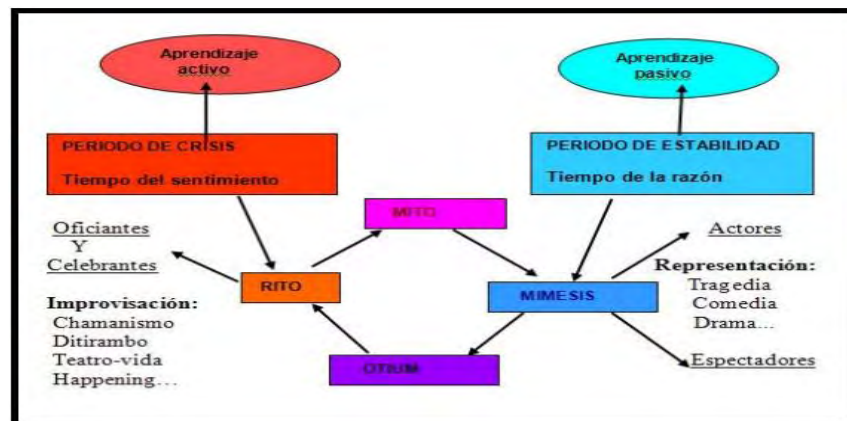 Aprendizaje
activo
Aprendizaje
pasivo
PERIODO DE CRISIS
Tiempo del sentimiento
PERIODO DE ESTABILIDAD
Tiempo de la razón
MITO
Oficiantes
Y
Celebrantes
RITO
MIMESIS
Actores
Representación:
Tragedia
Comedia
Drama...
Improvisación:
Chamanismo
Ditirambo
Teatro-vida
Happening...
OTIUM
Espectadores